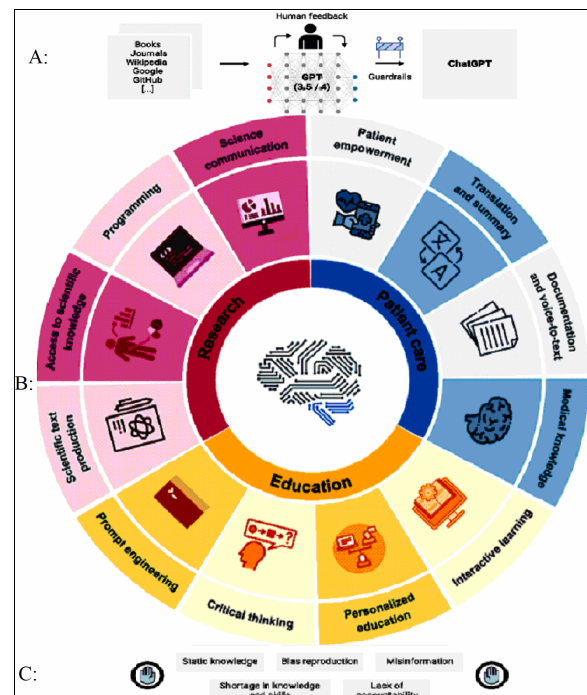 Human feedback
A:
Books
Journals
Wikipedia
Google
GitHub
[...]
GPT
(3.5/.4)
Guardrails
ChatGPT
Science
communication
Patient
empowerment
Programming
Translation
and summary
Access to scientific
knowledge
Documentation
and voice-to-text
Research
Patient care
B:
A
Scientific text
production
Medical knowledge
Education
Prompt engineering
Critical thinking
Personalized
education
Interactive learning
C:
Static knowledge
Bias reproduction
Misinformation
Shortage in knowledge
and skills
Lack of
accountability